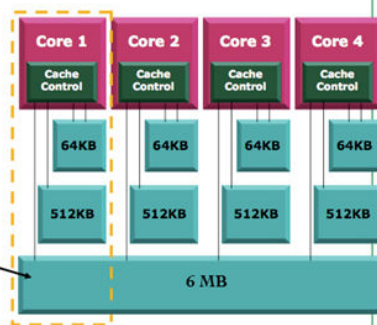 Core 1 Core 2 Core 3 Core 4
Cache Control Cache Control Cache Control Cache Control
64KB 64KB 64KB 64KB
512KB 512KB 512KB 512KB
6 MB